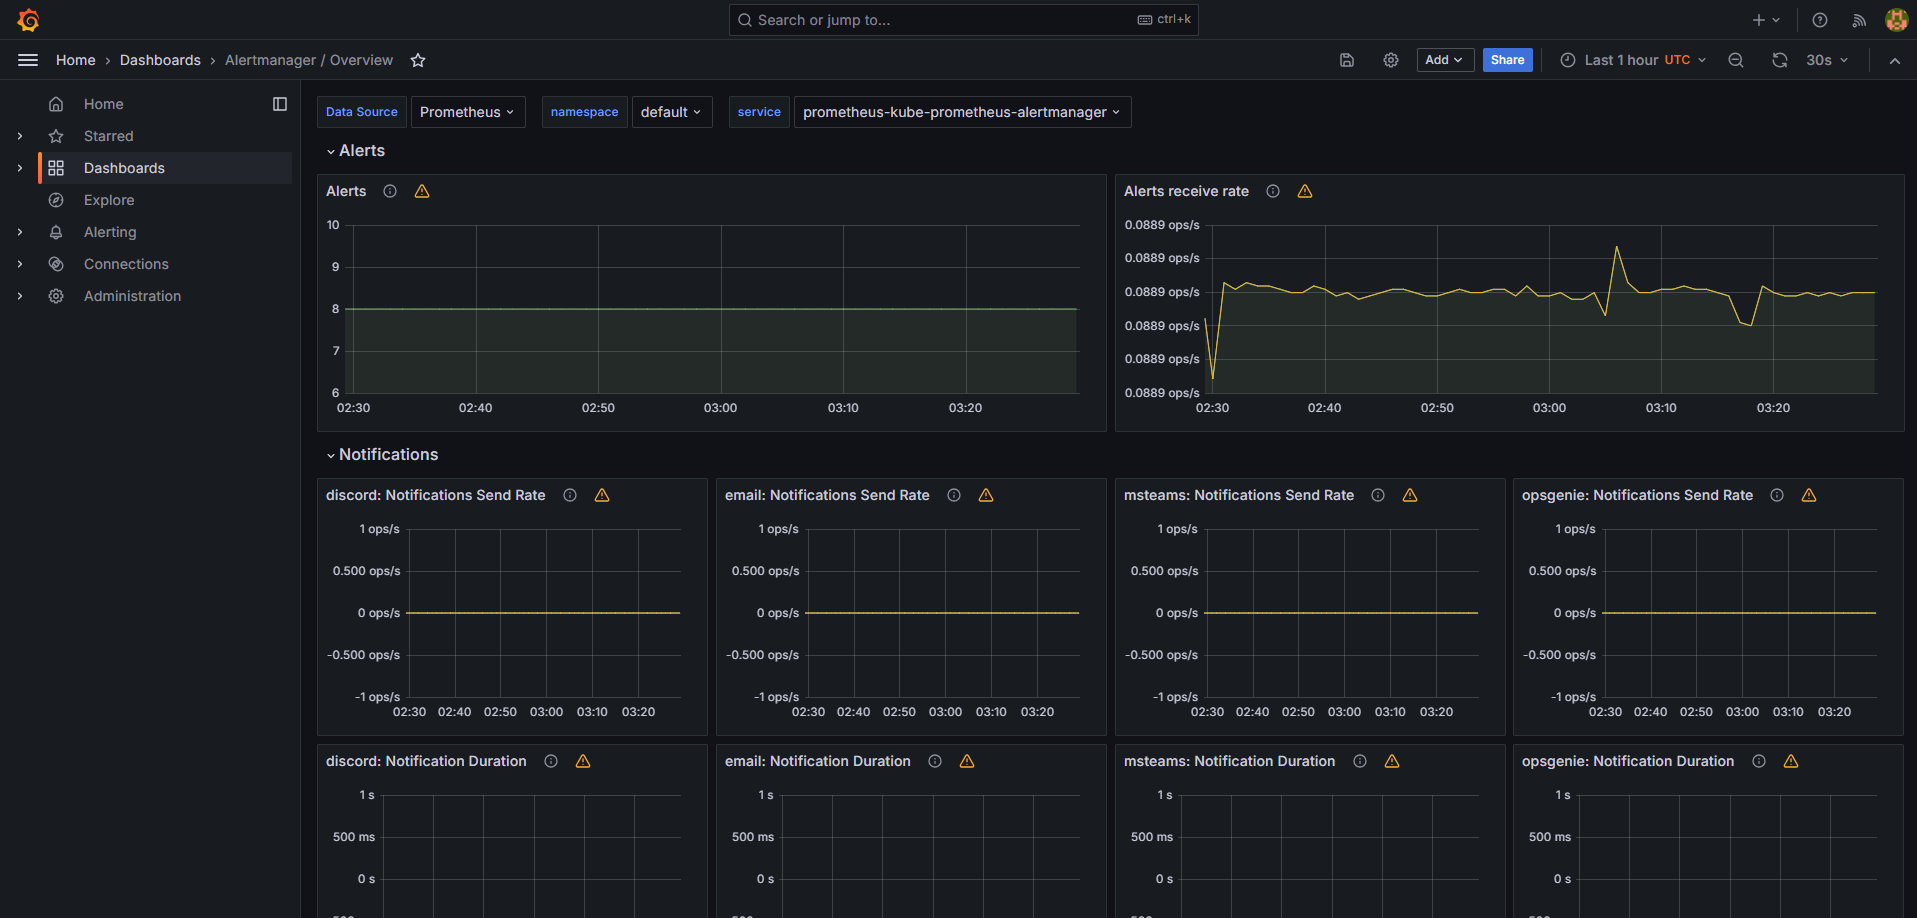 Search or jump to... ctrl+k
Home › Dashboards › Alertmanager / Overview Add Share Last 1 hour UTC 30s
Home
Starred
Dashboards
Explore
Alerting
Connections
Administration
Data Source Prometheus namespace default service prometheus-kube-prometheus-alertmanager
Alerts
Alerts
10
9
8
7
6
02:30 02:40 02:50 03:00 03:10 03:20
Alerts receive rate
0.0889 ops/s
0.0889 ops/s
0.0889 ops/s
0.0889 ops/s
0.0889 ops/s
0.0889 ops/s
02:30 02:40 02:50 03:00 03:10 03:20
Notifications
discord: Notifications Send Rate
1 ops/s
0.500 ops/s
0 ops/s
-0.500 ops/s
-1 ops/s
02:30 02:40 02:50 03:00 03:10 03:20
email: Notifications Send Rate
1 ops/s
0.500 ops/s
0 ops/s
-0.500 ops/s
-1 ops/s
02:30 02:40 02:50 03:00 03:10 03:20
msteams: Notifications Send Rate
1 ops/s
0.500 ops/s
0 ops/s
-0.500 ops/s
-1 ops/s
02:30 02:40 02:50 03:00 03:10 03:20
opsgenie: Notifications Send Rate
1 ops/s
0.500 ops/s
0 ops/s
-0.500 ops/s
-1 ops/s
02:30 02:40 02:50 03:00 03:10 03:20
discord: Notification Duration
1 s
500 ms
0 s
email: Notification Duration
1 s
500 ms
0 s
msteams: Notification Duration
1 s
500 ms
0 s
opsgenie: Notification Duration
1 s
500 ms
0 s